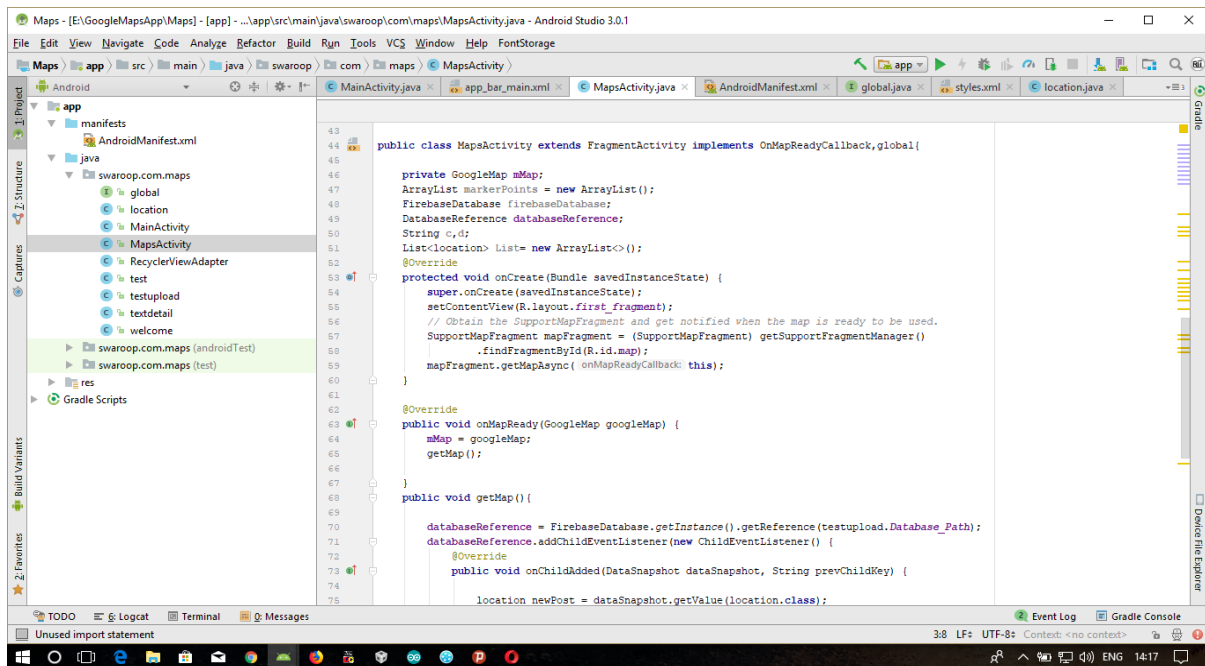 Maps - [E:\GoogleMapsApp\Maps] - [app] - ...\app\src\main\java\swaroop\com\maps\MapsActivity.java - Android Studio 3.0.1
File Edit View Navigate Code Analyze Refactor Build Run Tools VCS Window Help FontStorage
Maps app src main java swaroop com maps MapsActivity
app
Android
MainActivity.java app_bar_main.xml MapsActivity.java AndroidManifest.xml global.java styles.xml location.java
1: Project
7: Structure
Captures
Build Variants
2: Favorites
app
manifests
AndroidManifest.xml
java
swaroop.com.maps
global
location
MainActivity
MapsActivity
RecyclerViewAdapter
test
testupload
textdetail
welcome
swaroop.com.maps (androidTest)
swaroop.com.maps (test)
res
Gradle Scripts
43
44 public class MapsActivity extends FragmentActivity implements OnMapReadyCallback,global{
45
46 private GoogleMap mMap;
47 ArrayList markerPoints = new ArrayList();
48 FirebaseDatabase firebaseDatabase;
49 DatabaseReference databaseReference;
50 String c,d;
51 List<location> List= new ArrayList<>();
52 @Override
53 protected void onCreate(Bundle savedInstanceState) {
54 super.onCreate(savedInstanceState);
55 setContentView(R.layout.first_fragment);
56 // Obtain the SupportMapFragment and get notified when the map is ready to be used.
57 SupportMapFragment mapFragment = (SupportMapFragment) getSupportFragmentManager()
58 .findFragmentById(R.id.map);
59 mapFragment.getMapAsync( onMapReadyCallback: this);
60 }
61
62 @Override
63 public void onMapReady(GoogleMap googleMap) {
64 mMap = googleMap;
65 getMap();
66
67 }
68 public void getMap(){
69
70 databaseReference = FirebaseDatabase.getInstance().getReference(testupload.Database_Path);
71 databaseReference.addChildEventListener(new ChildEventListener() {
72 @Override
73 public void onChildAdded(DataSnapshot dataSnapshot, String prevChildKey) {
74
75 location newPost = dataSnapshot.getValue(location.class);
Gradle
Device File Explorer
TODO 6: Logcat Terminal 0: Messages 2 Event Log Gradle Console
Unused import statement 3:8 LF÷ UTF-8÷ Context: <no context>
ENG 14:17